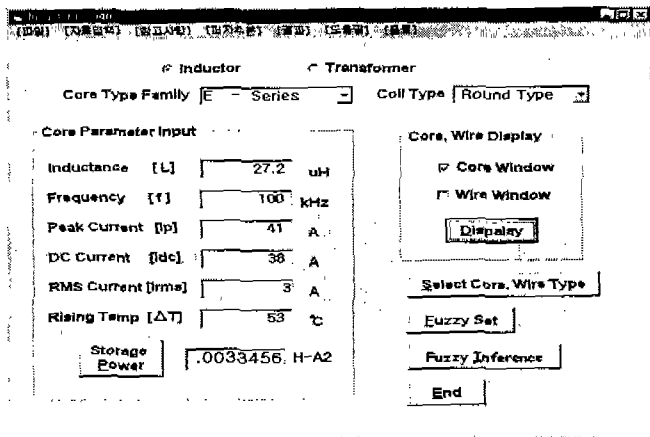 Inductor Transformer
Core Type Family E - Series Coil Type Round Type
Core Parameter Input
Core, Wire Display
Inductance [L] 27.2 uH
Core Window
Frequency [f] 100 kHz
Wire Window
Peak Current [Ip] 41 A
Dispalay
DC Current [Idc] 38 A
RMS Current [Irms] 3 A
Select Core, Wire Type
Rising Temp [ΔT] 53 ℃
Fuzzy Set
Storage Power .0033456 H-A2
Fuzzy Inference
End